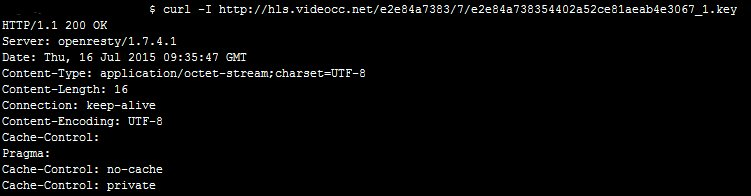 $ curl -I http://hls.videocc.net/e2e84a7383/7/e2e84a738354402a52ce81aeab4e3067_1.key
HTTP/1.1 200 OK
Server: openresty/1.7.4.1
Date: Thu, 16 Jul 2015 09:35:47 GMT
Content-Type: application/octet-stream;charset=UTF-8
Content-Length: 16
Connection: keep-alive
Content-Encoding: UTF-8
Cache-Control:
Pragma:
Cache-Control: no-cache
Cache-Control: private